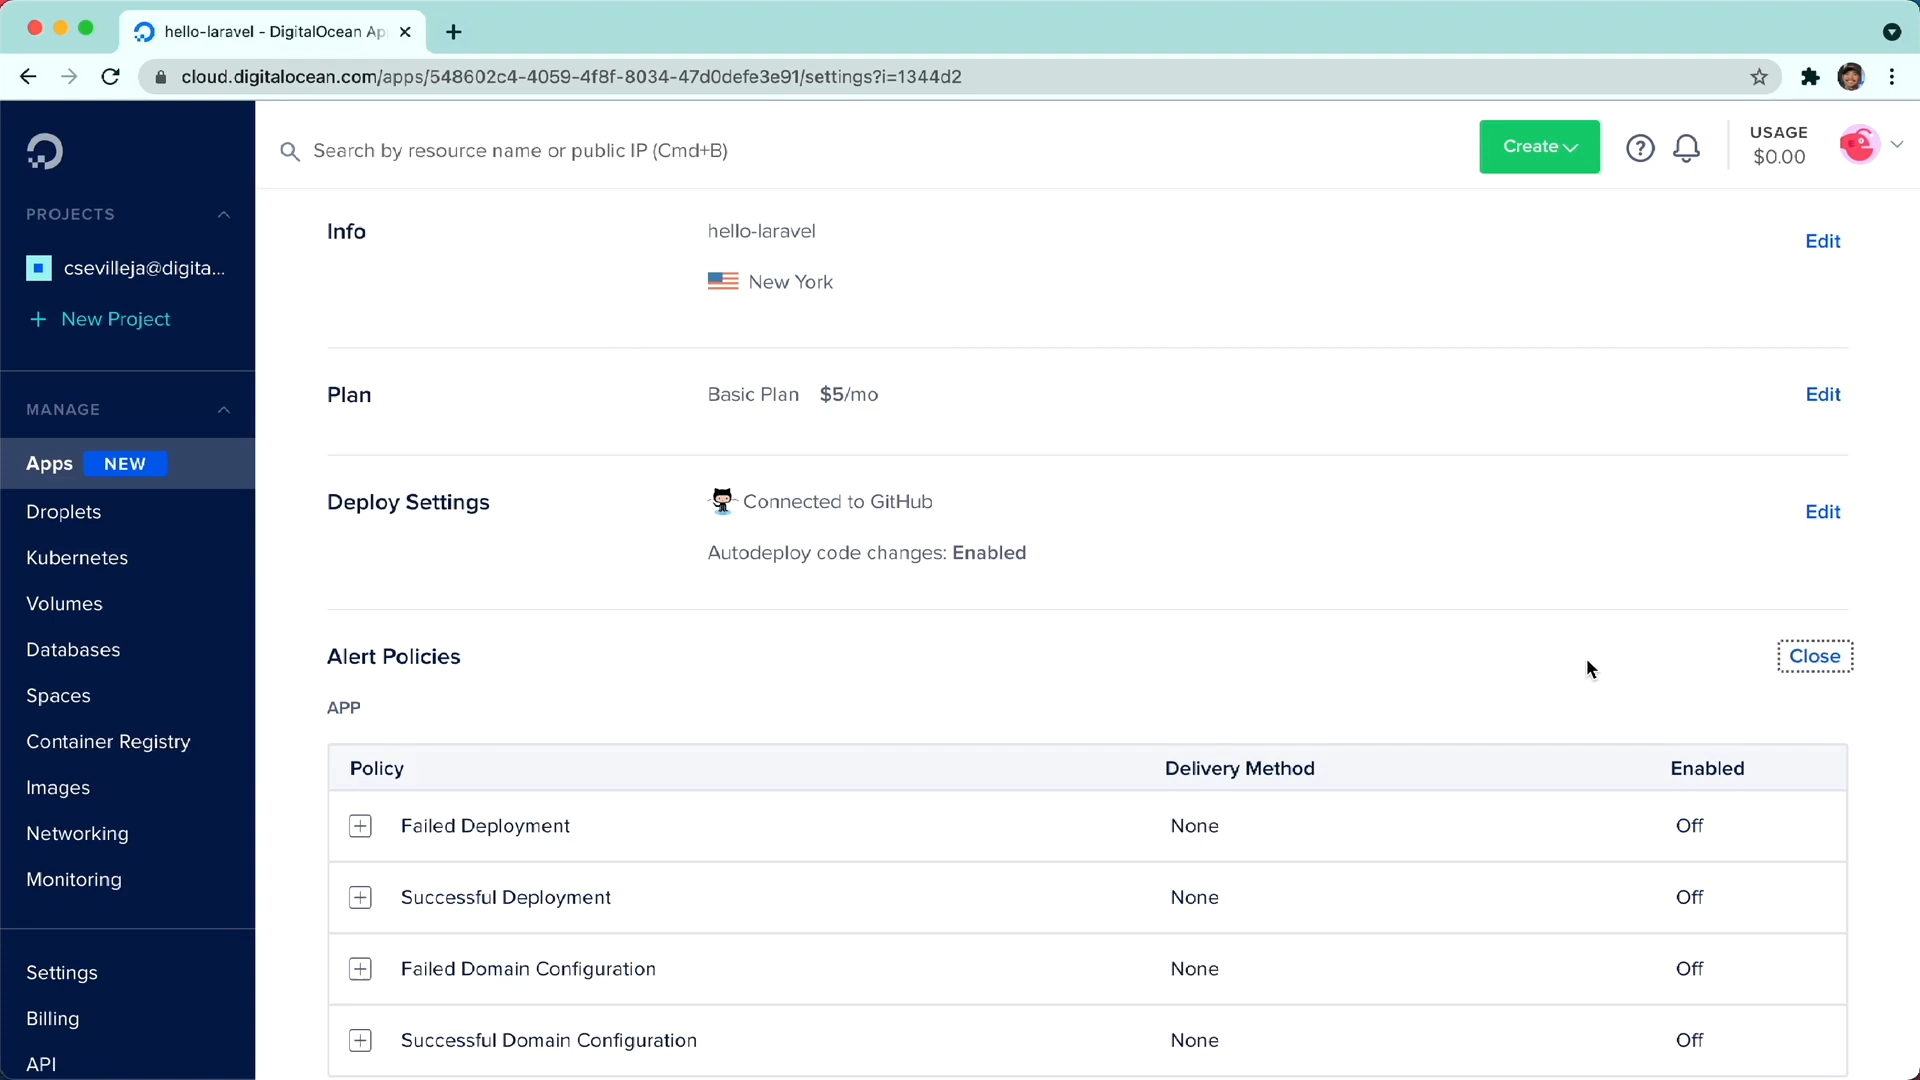 hello-laravel - DigitalOcean Ap
cloud.digitalocean.com/apps/548602c4-4059-4f8f-8034-47d0defe3e91/settings?i=1344d2
Search by resource name or public IP (Cmd+B)
Create
USAGE
$0.00
PROJECTS
csevilleja@digita...
+ New Project
MANAGE
Apps NEW
Droplets
Kubernetes
Volumes
Databases
Spaces
Container Registry
Images
Networking
Monitoring
Settings
Billing
API
Info
hello-laravel
Edit
New York
Plan
Basic Plan $5/mo
Edit
Deploy Settings
Connected to GitHub
Edit
Autodeploy code changes: Enabled
Alert Policies
Close
APP
Policy Delivery Method Enabled
Failed Deployment None Off
Successful Deployment None Off
Failed Domain Configuration None Off
Successful Domain Configuration None Off